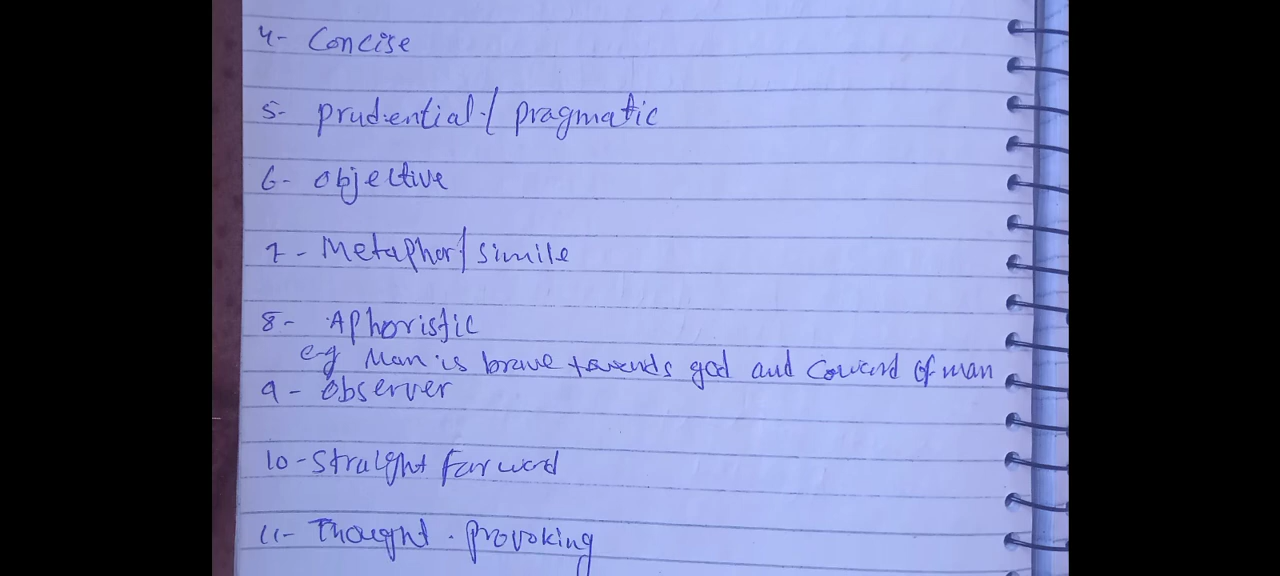 4- Concise
5- prudential / pragmatic
6- objective
7- Metaphor / simile
8- Aphoristic
e-g Man is brave towards god and coward of man
9- observer
10- straight forward
11- Thought - provoking